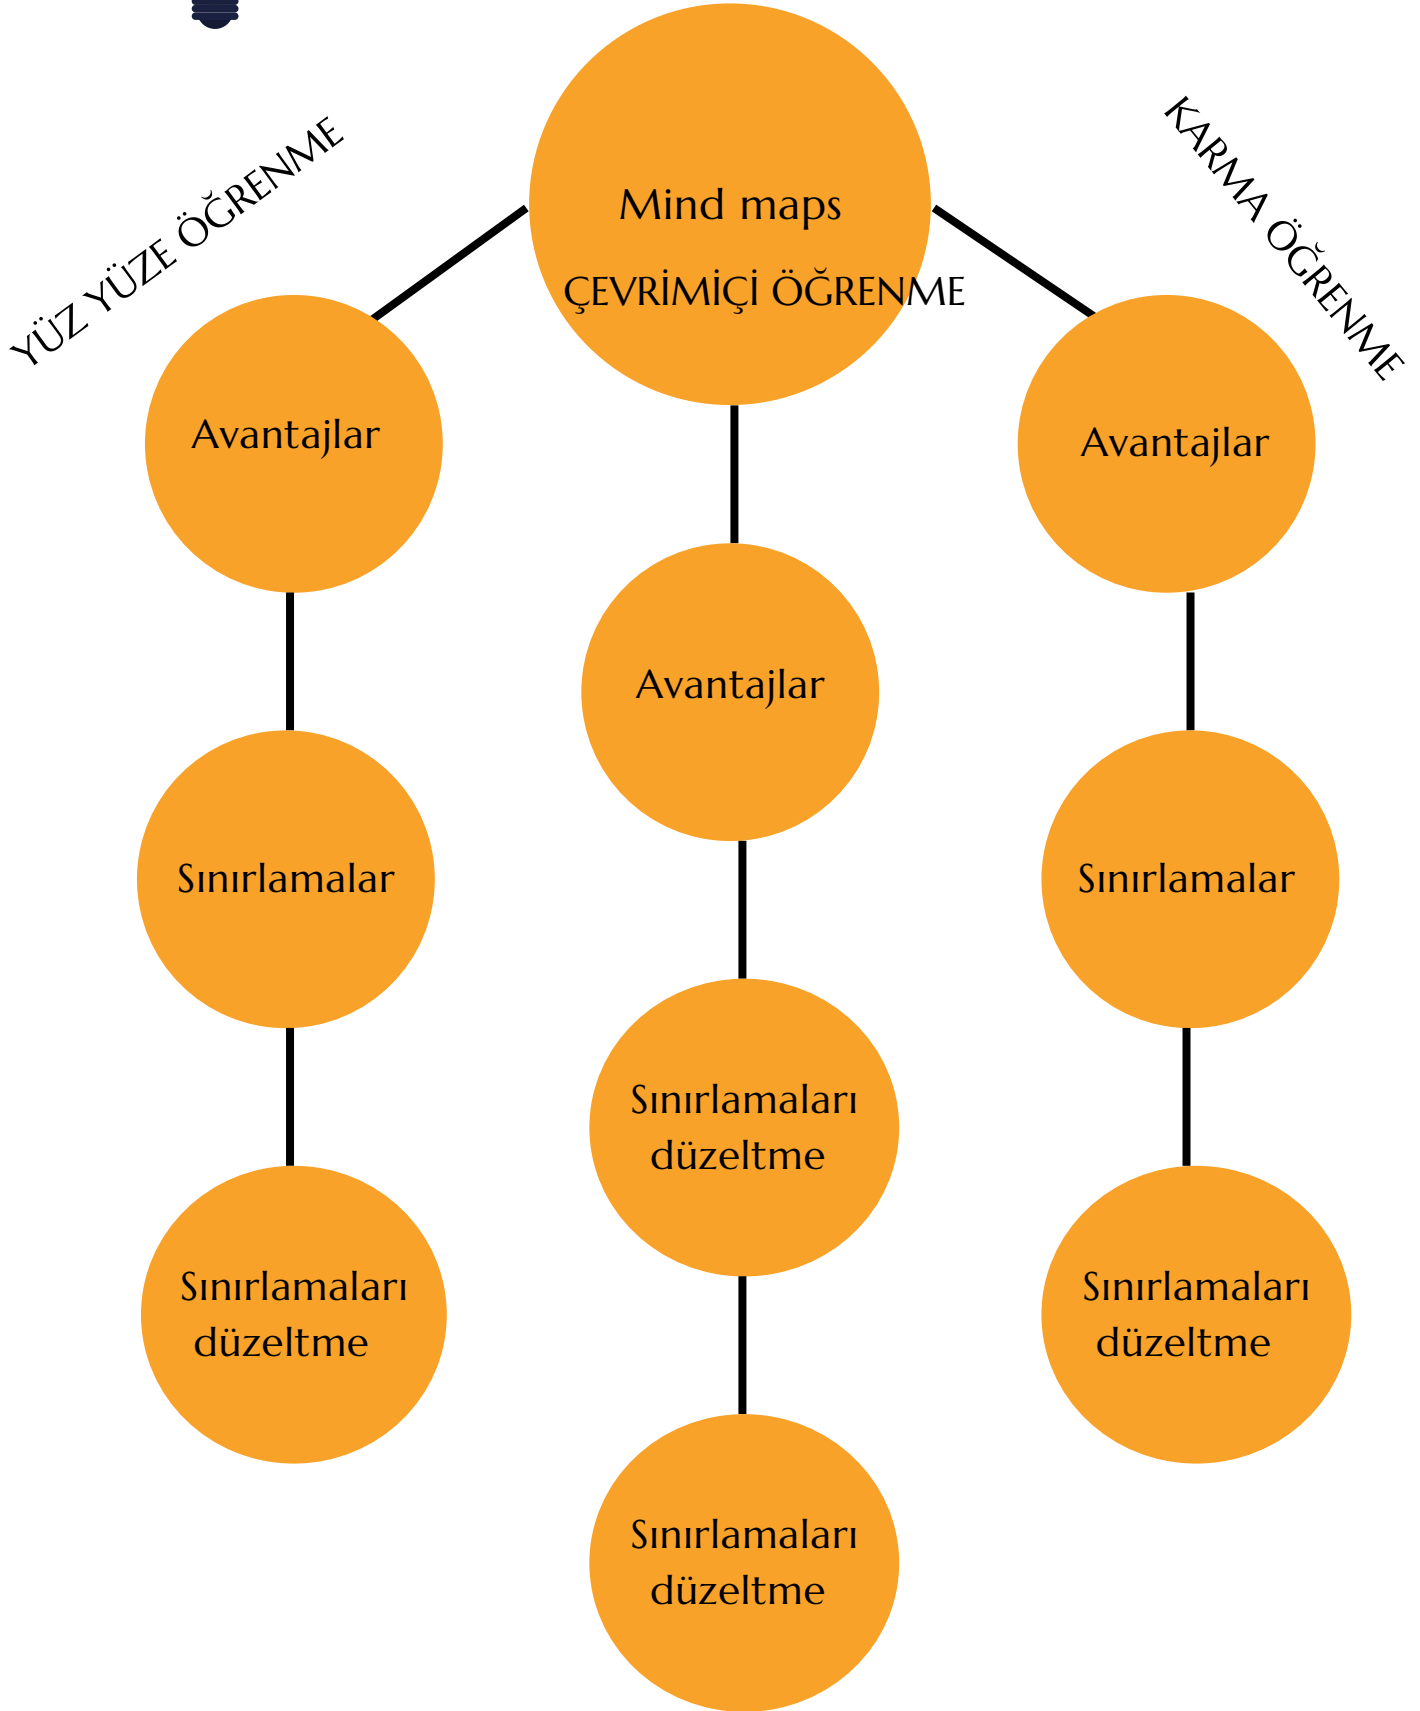 Mind maps
ÇEVRİMİÇİ ÖĞRENME
YÜZ YÜZE ÖĞRENME
KARMA ÖĞRENME
Avantajlar
Avantajlar
Avantajlar
Sınırlamalar
Sınırlamalar
Sınırlamaları
düzeltme
Sınırlamaları
düzeltme
Sınırlamaları
düzeltme
Sınırlamaları
düzeltme